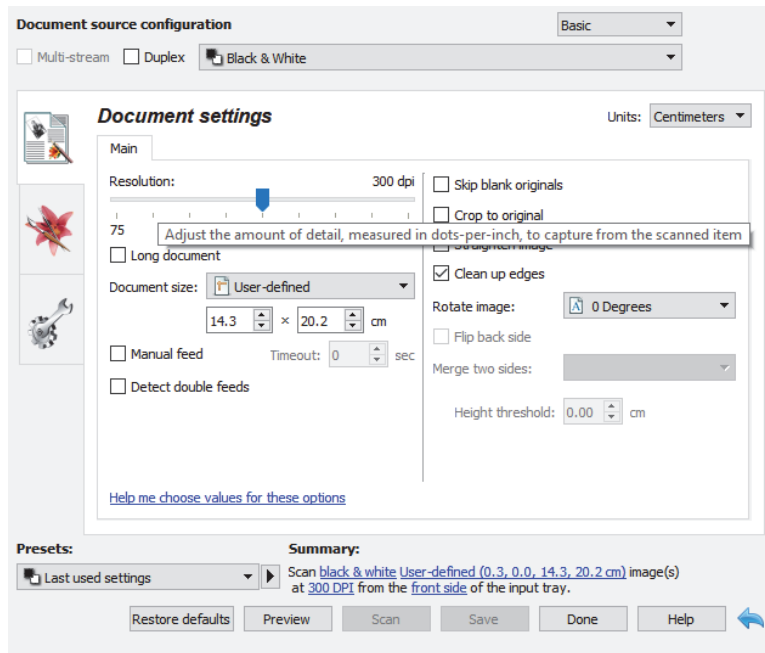 Document source configuration
Basic
Multi-stream
Duplex
Black & White
Document settings
Units:
Centimeters
Main
Resolution:
300 dpi
75
Adjust the amount of detail, measured in dots-per-inch, to capture from the scanned item
Long document
Document size:
User-defined
14.3 × 20.2 cm
Manual feed
Timeout: 0 sec
Detect double feeds
Skip blank originals
Crop to original
Straighten image
Clean up edges
Rotate image:
A 0 Degrees
Flip back side
Merge two sides:
Height threshold: 0.00 cm
Help me choose values for these options
Presets:
Last used settings
Summary:
Scan black & white User-defined (0.3, 0.0, 14.3, 20.2 cm) image(s)
at 300 DPI from the front side of the input tray.
Restore defaults
Preview
Scan
Save
Done
Help